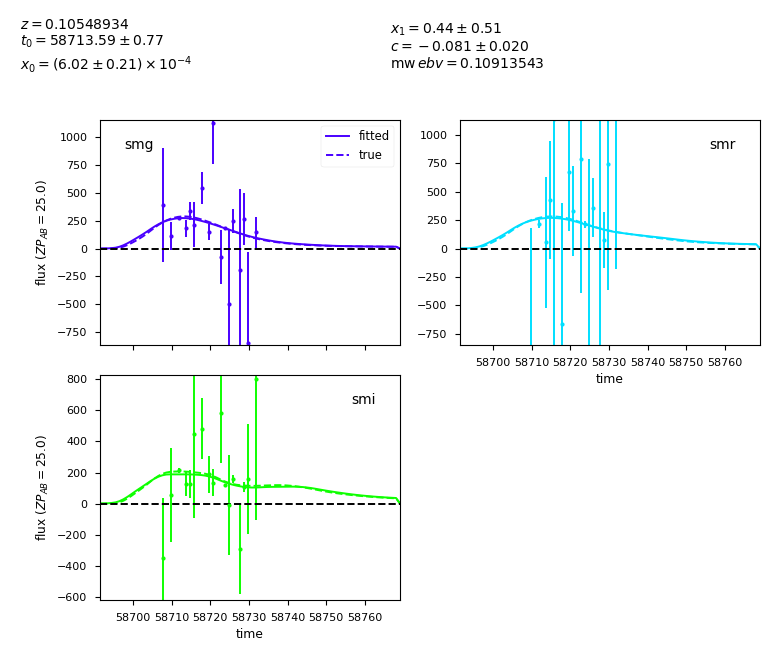 z = 0.10548934
t₀ = 58713.59 ± 0.77
x₀ = (6.02 ± 0.21) × 10⁻⁴
x₁ = 0.44 ± 0.51
c = −0.081 ± 0.020
mw ebv = 0.10913543
smg
fitted
true
1000
750
500
250
0
−250
−500
−750
flux (ZP_AB = 25.0)
smr
1000
750
500
250
0
−250
−500
−750
58700 58710 58720 58730 58740 58750 58760
time
smi
800
600
400
200
0
−200
−400
−600
flux (ZP_AB = 25.0)
58700 58710 58720 58730 58740 58750 58760
time